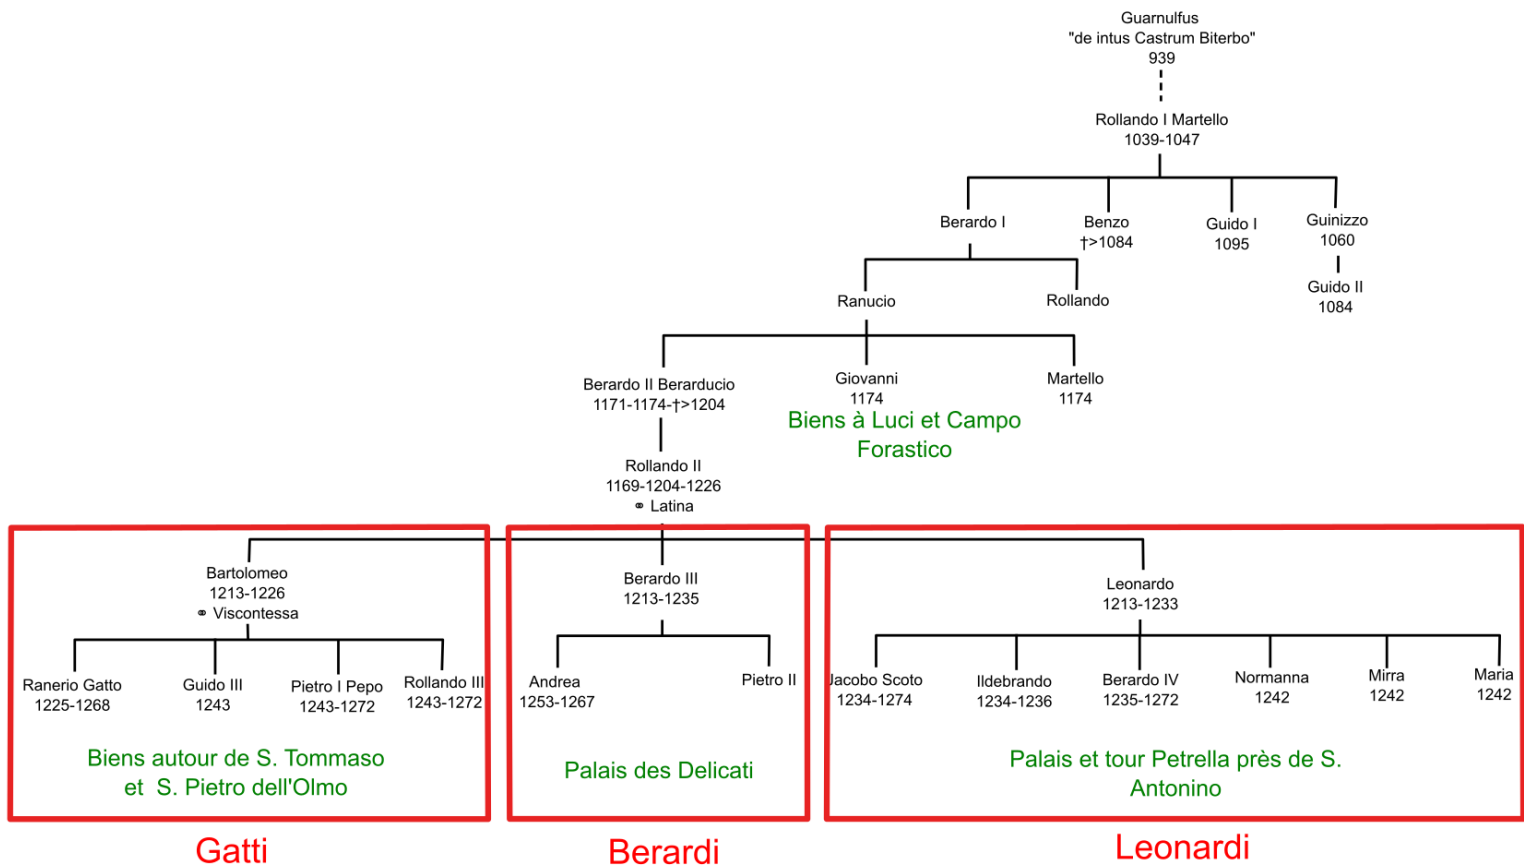 Guarnulfus
"de intus Castrum Biterbo"
939
Rollando I Martello
1039-1047
Berardo I
Benzo
†>1084
Guido I
1095
Guinizzo
1060
Ranucio
Rollando
Guido II
1084
Berardo II Berarducio
1171-1174-†>1204
Giovanni
1174
Martello
1174
Biens à Luci et Campo
Forastico
Rollando II
1169-1204-1226
⚭ Latina
Bartolomeo
1213-1226
⚭ Viscontessa
Berardo III
1213-1235
Leonardo
1213-1233
Ranerio Gatto
1225-1268
Guido III
1243
Pietro I Pepo
1243-1272
Rollando III
1243-1272
Andrea
1253-1267
Pietro II
Jacobo Scoto
1234-1274
Ildebrando
1234-1236
Berardo IV
1235-1272
Normanna
1242
Mirra
1242
Maria
1242
Biens autour de S. Tommaso
et S. Pietro dell'Olmo
Palais des Delicati
Palais et tour Petrella près de S.
Antonino
Gatti
Berardi
Leonardi